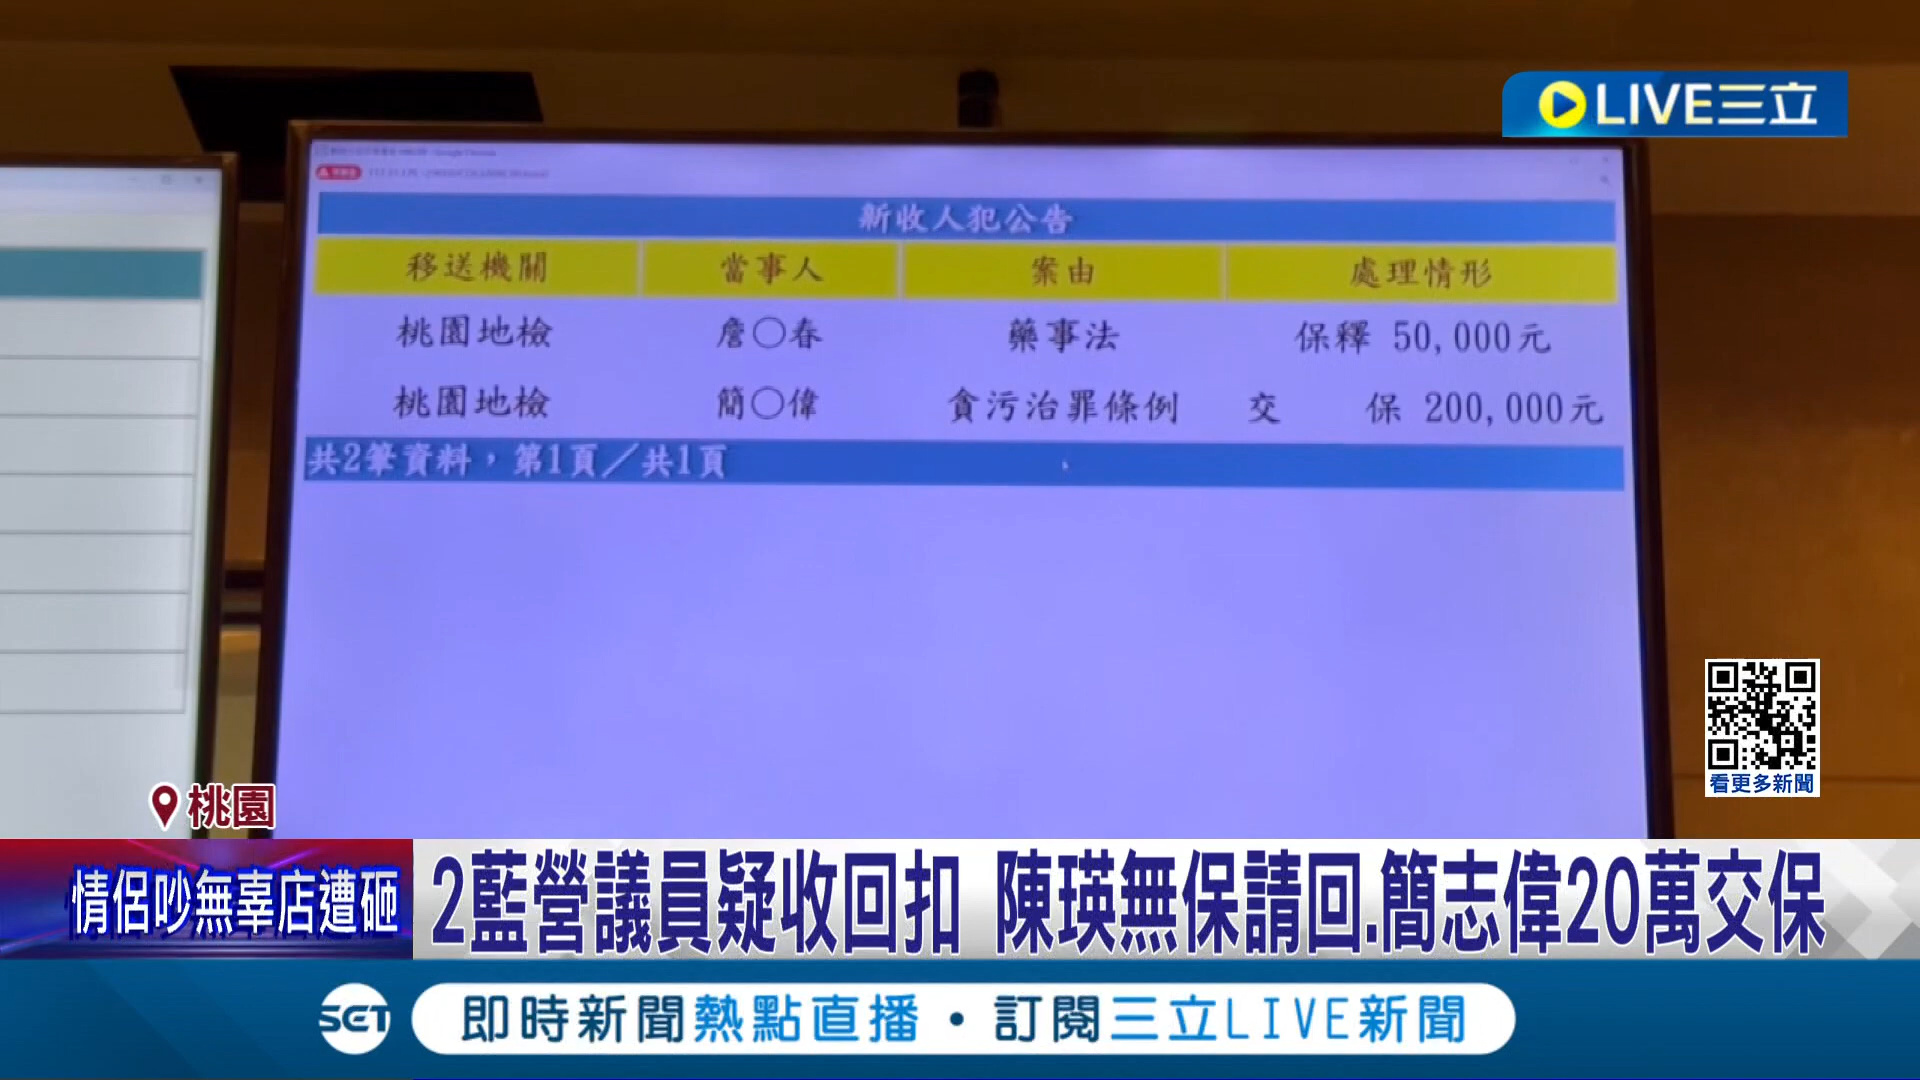 LIVE三立
新收人犯公告
移送機關 當事人 案由 處理情形
桃園地檢 詹○春 藥事法 保釋 50,000元
桃園地檢 簡○偉 貪污治罪條例 交 保 200,000元
共2筆資料，第1頁／共1頁
看更多新聞
桃園
情侶吵無辜店遭砸
2藍營議員疑收回扣 陳瑛無保請回.簡志偉20萬交保
SET 即時新聞熱點直播・訂閱三立LIVE新聞